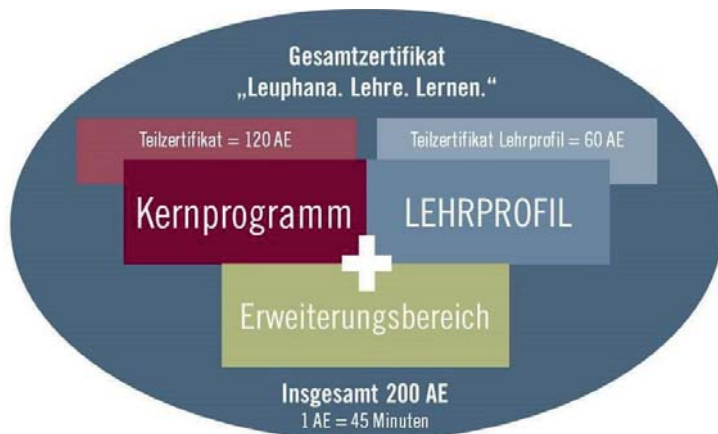 Gesamtzertifikat
„Leuphana. Lehre. Lernen.“
Teilzertifikat = 120 AE
Teilzertifikat Lehrprofil = 60 AE
Kernprogramm
LEHRPROFIL
Erweiterungsbereich
Insgesamt 200 AE
1 AE = 45 Minuten